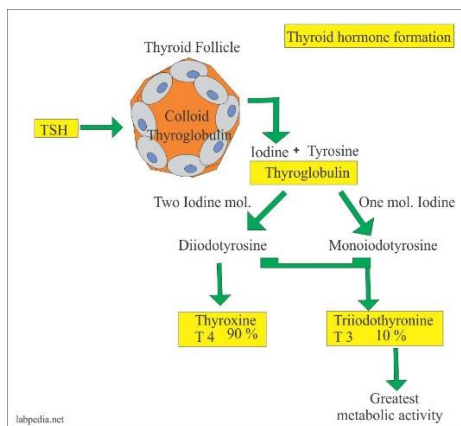 Thyroid Follicle
Thyroid hormone formation
TSH
Colloid
Thyroglobulin
Iodine + Tyrosine
Thyroglobulin
Two Iodine mol.
One mol. Iodine
Diiodotyrosine
Monoiodotyrosine
Thyroxine
T 4 90 %
Triiodothyronine
T 3 10 %
Greatest
metabolic activity
labpedia.net